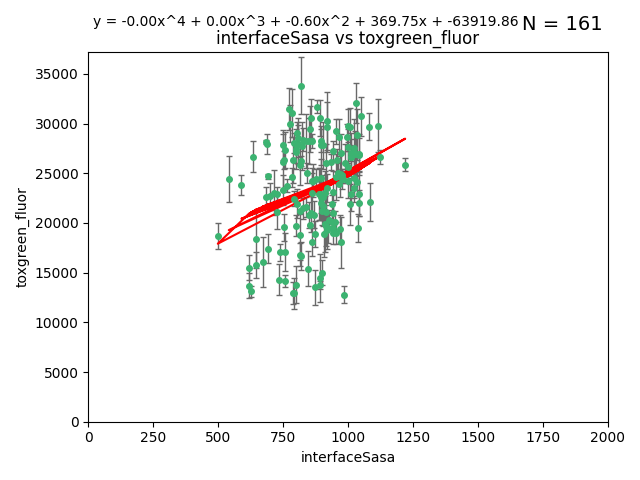 y = -0.00x^4 + 0.00x^3 + -0.60x^2 + 369.75x + -63919.86 N = 161
interfaceSasa vs toxgreen_fluor
35000
30000
25000
20000
15000
10000
5000
0
toxgreen_fluor
0 250 500 750 1000 1250 1500 1750 2000
interfaceSasa